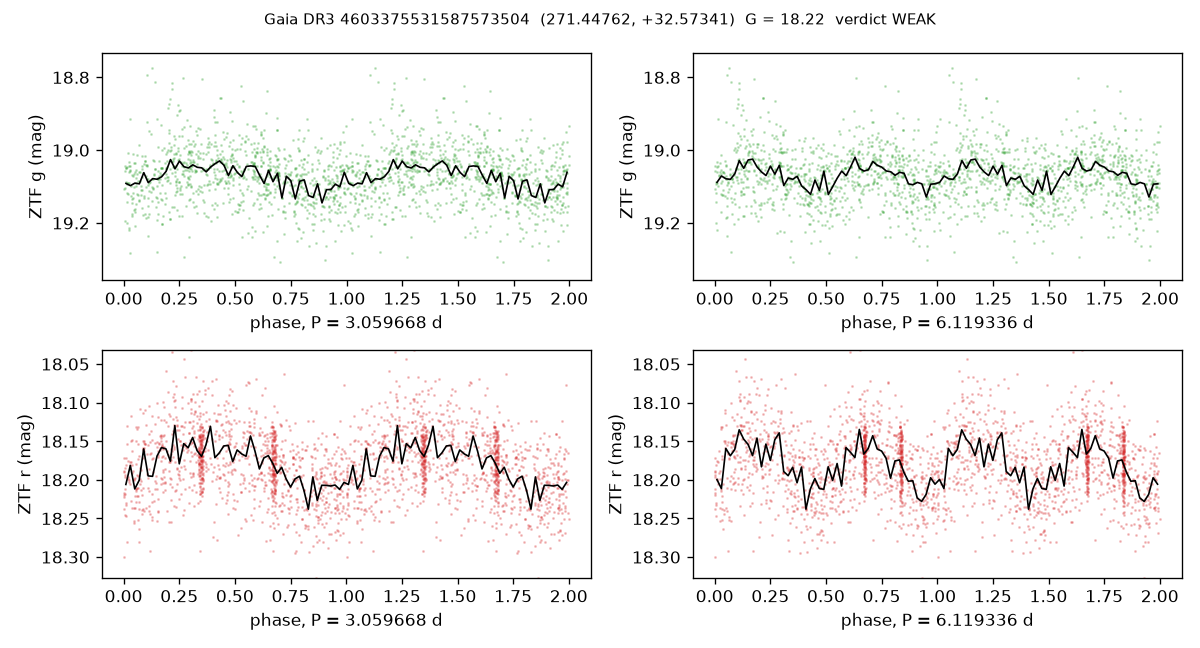 Gaia DR3 4603375531587573504  (271.44762, +32.57341)  G = 18.22  verdict WEAK
ZTF g (mag)
18.8
19.0
19.2
0.00 0.25 0.50 0.75 1.00 1.25 1.50 1.75 2.00
phase, P = 3.059668 d
ZTF g (mag)
18.8
19.0
19.2
0.00 0.25 0.50 0.75 1.00 1.25 1.50 1.75 2.00
phase, P = 6.119336 d
ZTF r (mag)
18.05
18.10
18.15
18.20
18.25
18.30
0.00 0.25 0.50 0.75 1.00 1.25 1.50 1.75 2.00
phase, P = 3.059668 d
ZTF r (mag)
18.05
18.10
18.15
18.20
18.25
18.30
0.00 0.25 0.50 0.75 1.00 1.25 1.50 1.75 2.00
phase, P = 6.119336 d